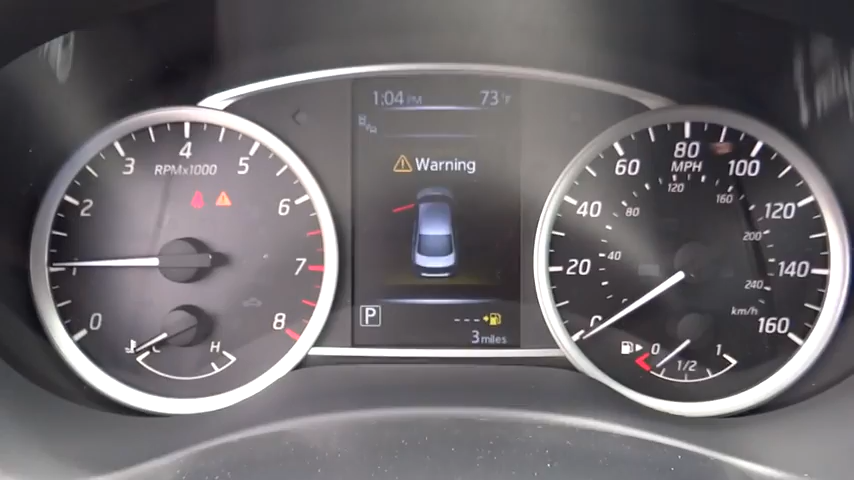 1:04 PM 73°F
Warning
P
----
3 miles
RPMx1000
0
1
2
3
4
5
6
7
8
C H
MPH
0
20
40
60
80
100
120
140
160
40
80
120
160
200
240
km/h
0 1/2 1